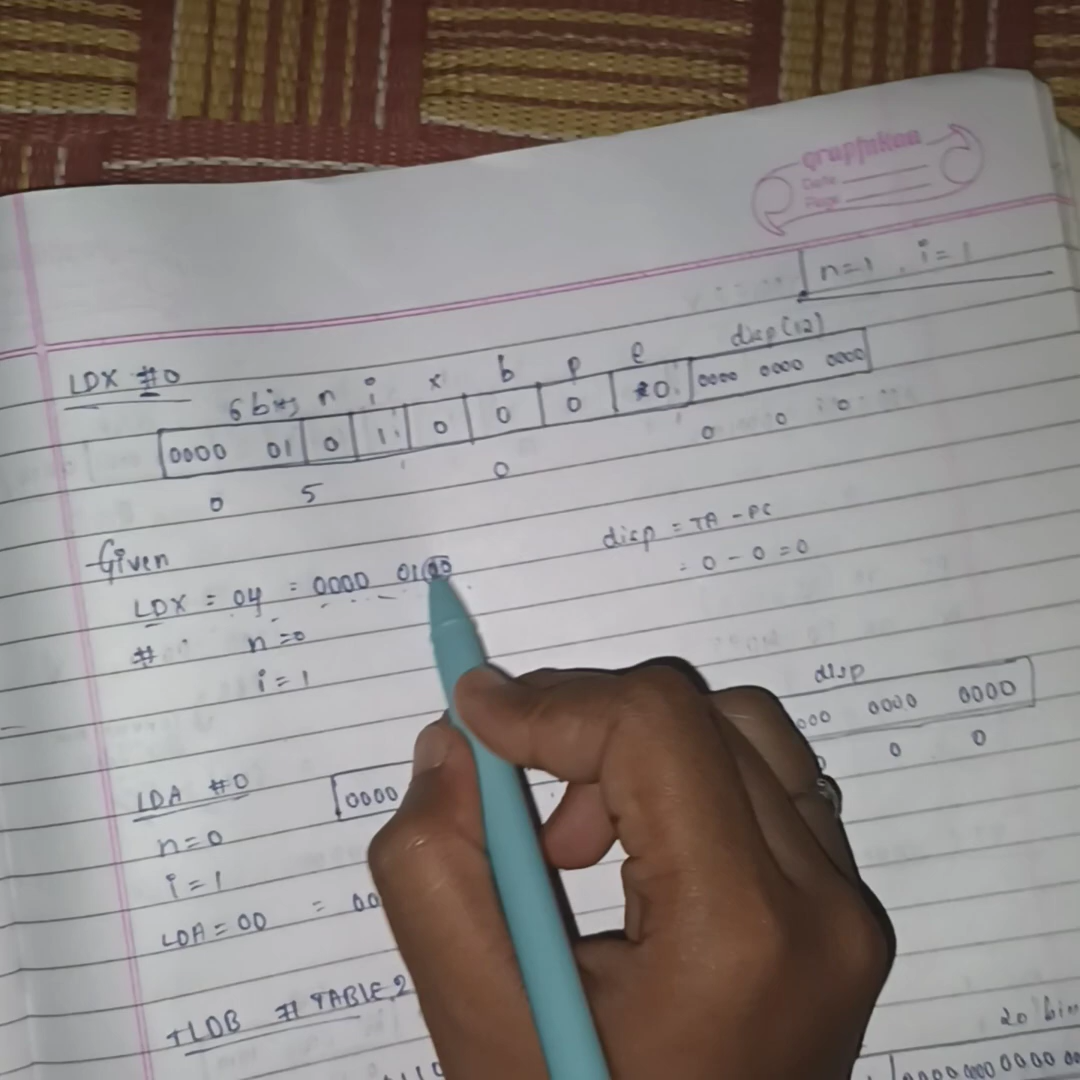 graphikaa
Date
Page
n=1 , i=1
LDX #0
6 bits n i x b p e disp(12)
0000 01 0 1 0 0 0 0 0000 0000 0000
0 5 0 0 0 0
Given
LDX = 04 = 0000 0100
disp = TA - PC
= 0 - 0 = 0
# n=0
i=1
disp
000 0000 0000
0 0
LDA #0
0000
n=0
i=1
LDA = 00 = 00
+LDB # TABLE 2
20 bin
0000 0000 0000 00